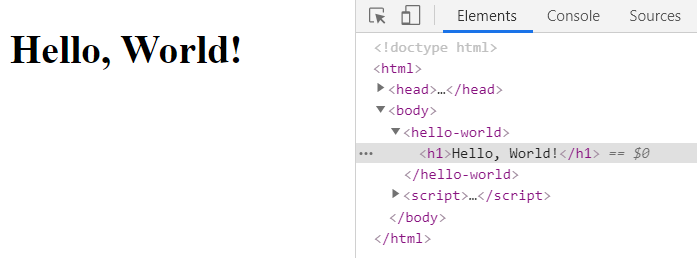 Hello, World!
Elements Console Sources
<!doctype html>
<html>
<head>…</head>
<body>
<hello-world>
<h1>Hello, World!</h1> == $0
</hello-world>
<script>…</script>
</body>
</html>